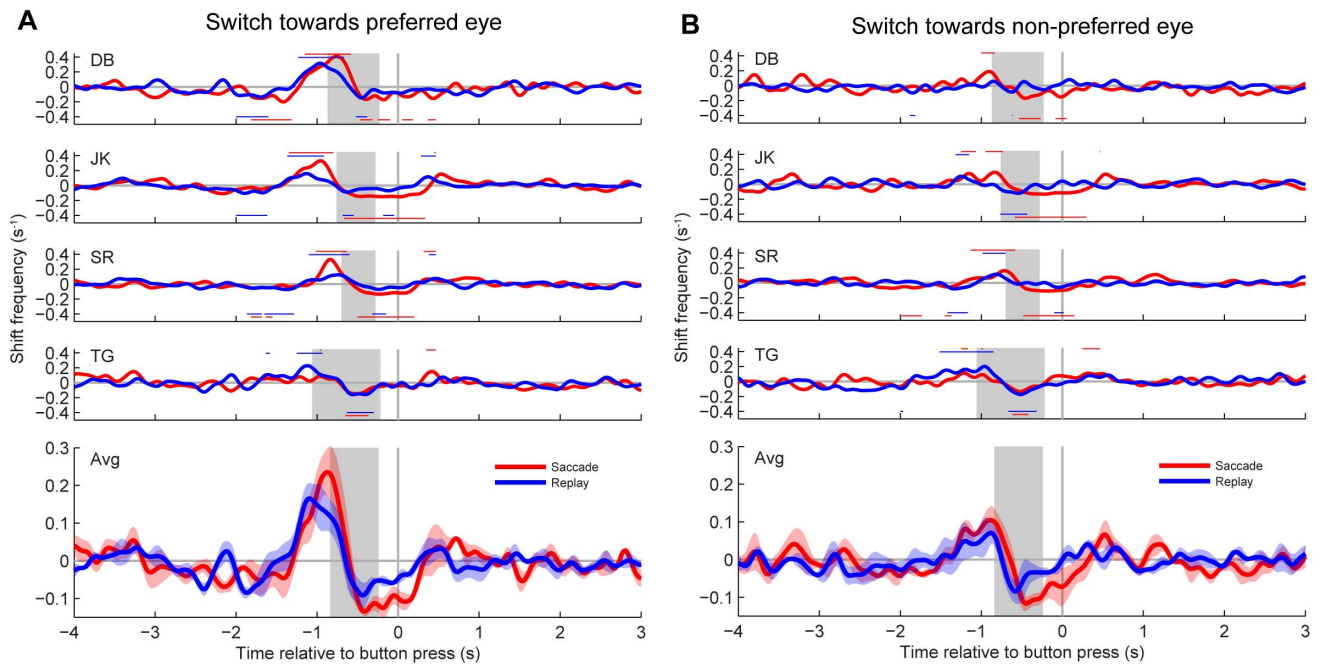 A
Switch towards preferred eye
Shift frequency (s⁻¹)
DB
0.4
0.2
0
−0.2
−0.4
JK
0.4
0.2
0
−0.2
−0.4
SR
0.4
0.2
0
−0.2
−0.4
TG
0.4
0.2
0
−0.2
−0.4
Avg
0.3
0.2
0.1
0
−0.1
Saccade
Replay
−4 −3 −2 −1 0 1 2 3
Time relative to button press (s)
B
Switch towards non-preferred eye
Shift frequency (s⁻¹)
DB
0.4
0.2
0
−0.2
−0.4
JK
0.4
0.2
0
−0.2
−0.4
SR
0.4
0.2
0
−0.2
−0.4
TG
0.4
0.2
0
−0.2
−0.4
Avg
0.3
0.2
0.1
0
−0.1
Saccade
Replay
−4 −3 −2 −1 0 1 2 3
Time relative to button press (s)